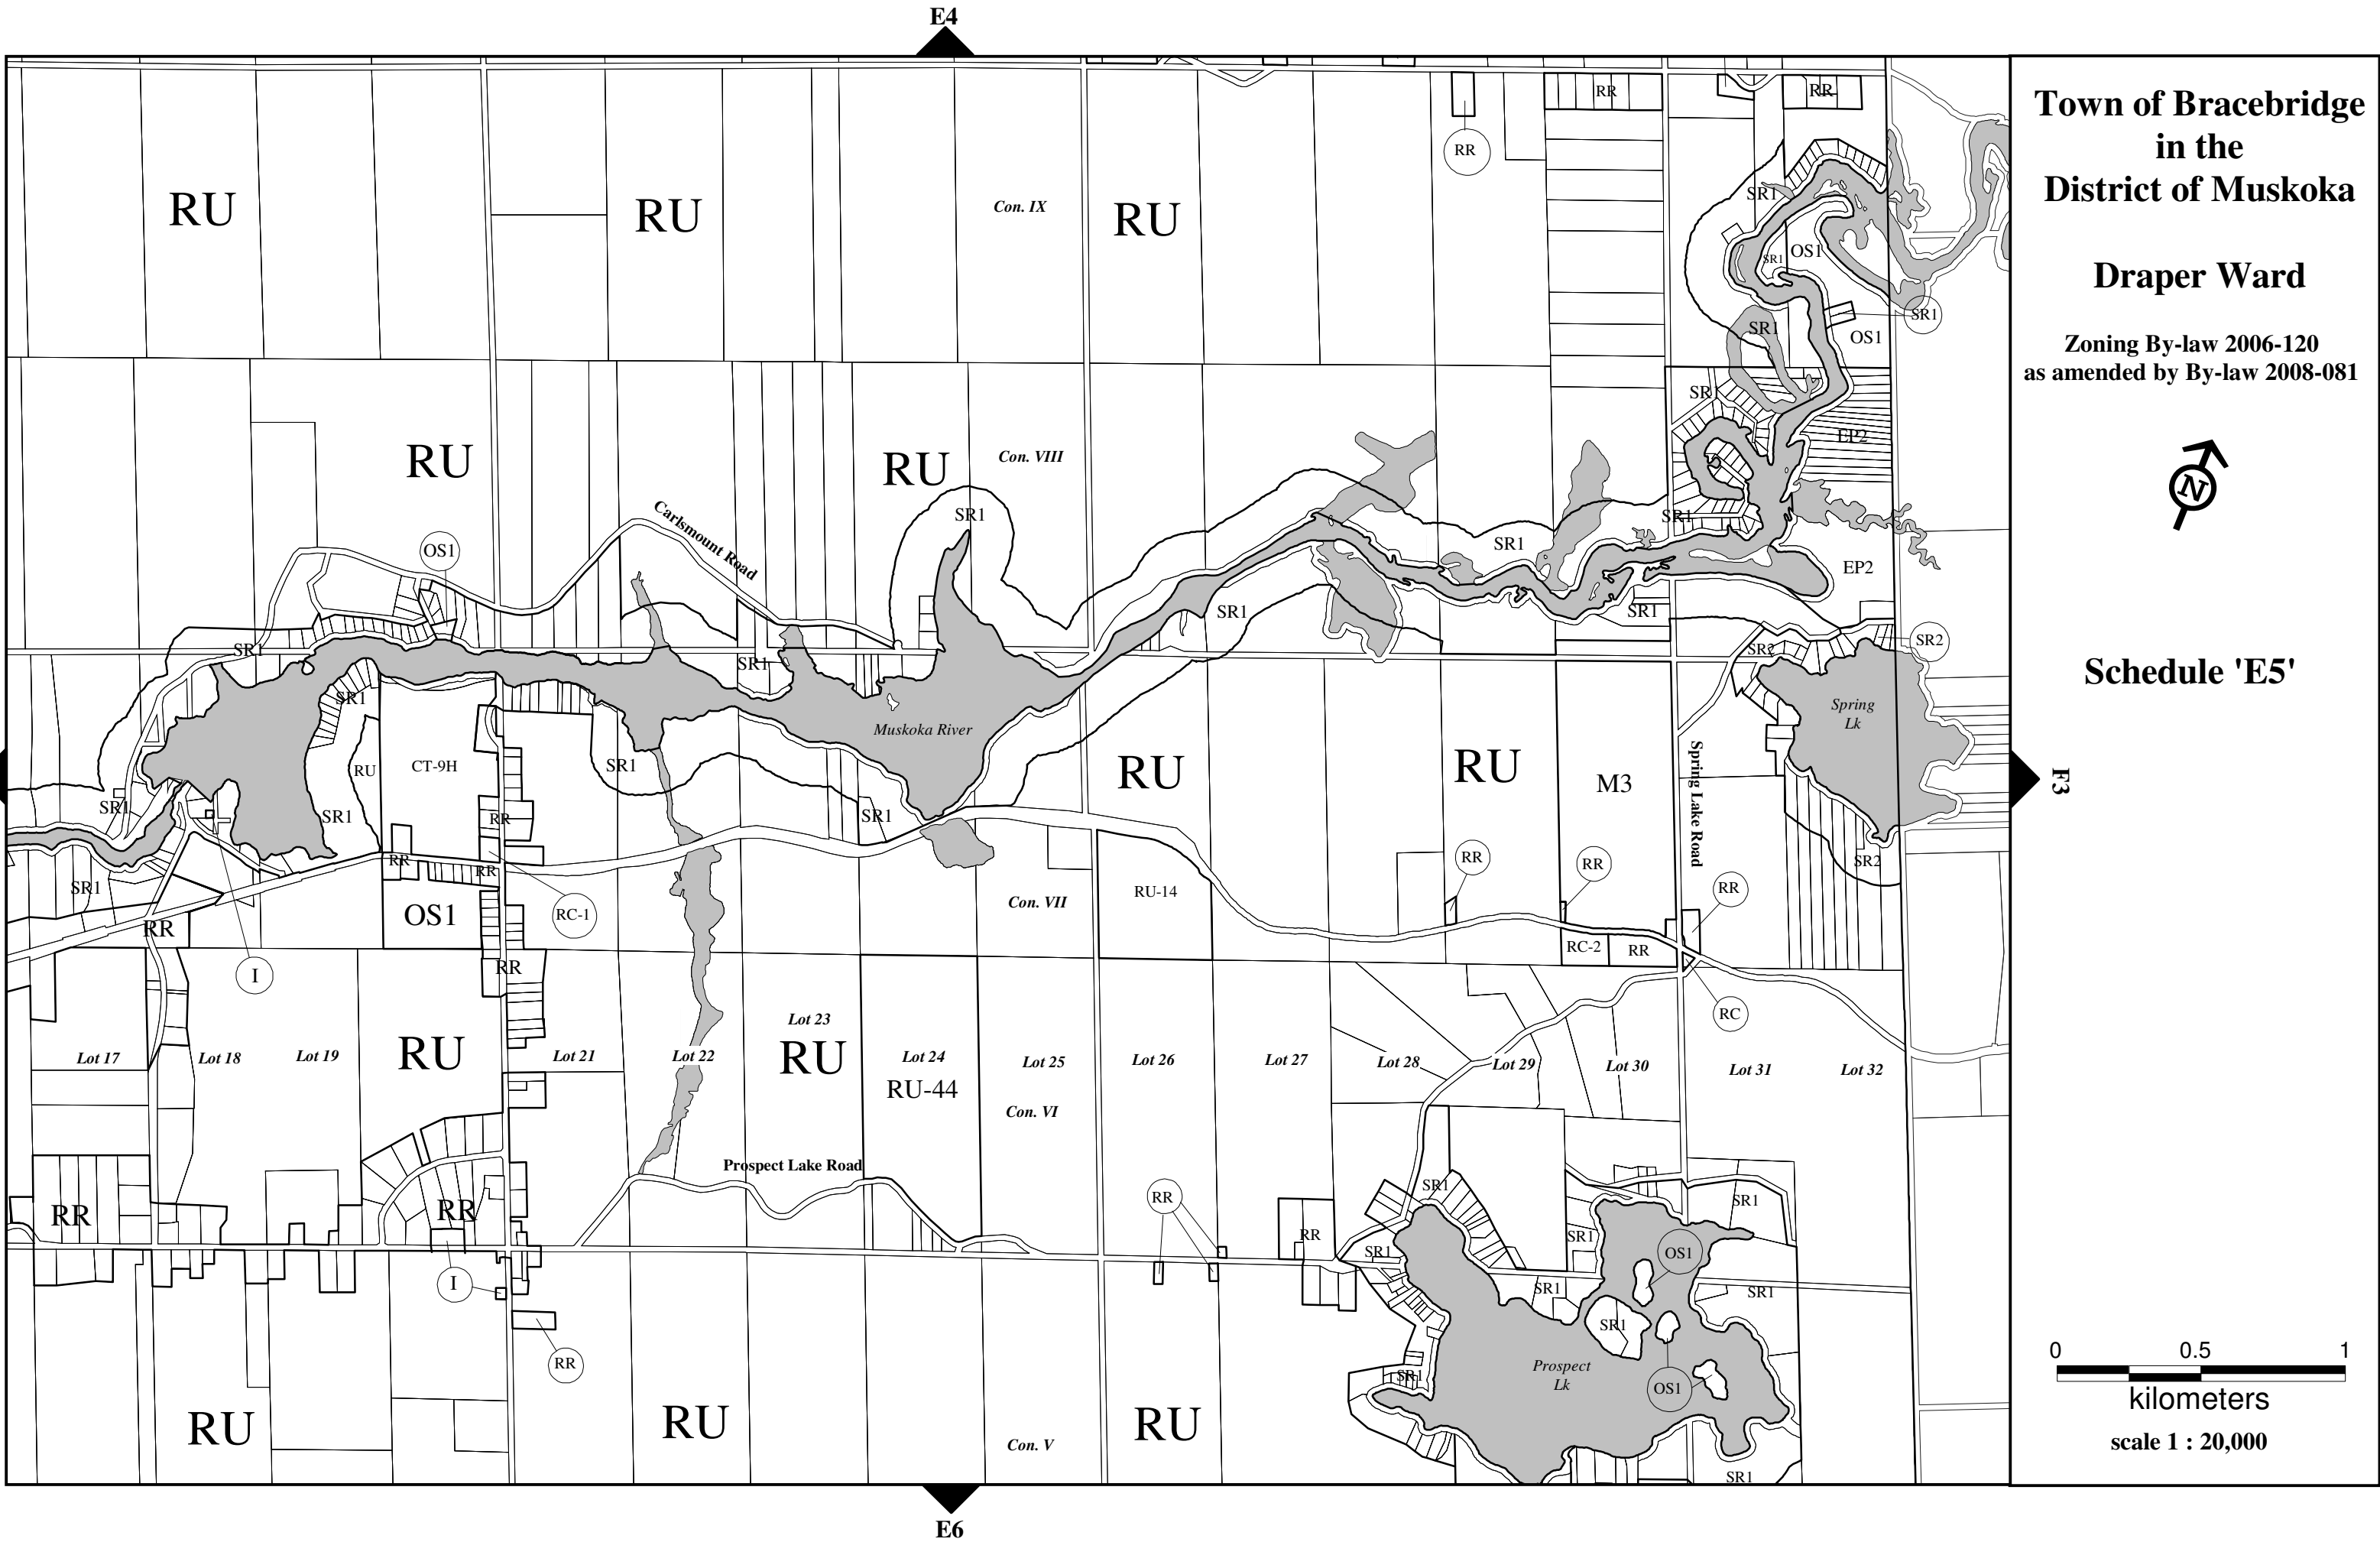 E4
Town of Bracebridge
in the
District of Muskoka
Draper Ward
Zoning By-law 2006-120
as amended by By-law 2008-081
N
Schedule 'E5'
0 0.5 1
kilometers
scale 1 : 20,000
RR
RR
RR
RU
RU
Con. IX
RU
SR1
OS1
SR1
SR1
SR1
OS1
SR1
EP2
RU
RU
Con. VIII
SR1
Carlsmount Road
OS1
SR1
SR1
EP2
SR1
SR1
SR2
SR2
SR1
SR1
SR1
Spring
Lk
Muskoka River
RU
CT-9H
SR1
RU
RU
M3
Spring Lake Road
F3
SR1
SR1
SR1
RR
RR
RR
SR1
OS1
RC-1
RR
I
RR
Con. VII
RU-14
RR
RR
RR
SR2
RC-2
RR
RC
Lot 17
Lot 18
Lot 19
RU
Lot 21
Lot 22
Lot 23
RU
Lot 24
RU-44
Lot 25
Lot 26
Lot 27
Lot 28
Lot 29
Lot 30
Lot 31
Lot 32
Con. VI
Prospect Lake Road
RR
RR
I
RR
RR
RR
SR1
SR1
SR1
SR1
OS1
SR1
SR1
SR1
SR1
OS1
Prospect
Lk
RU
RU
Con. V
RU
SR1
E6